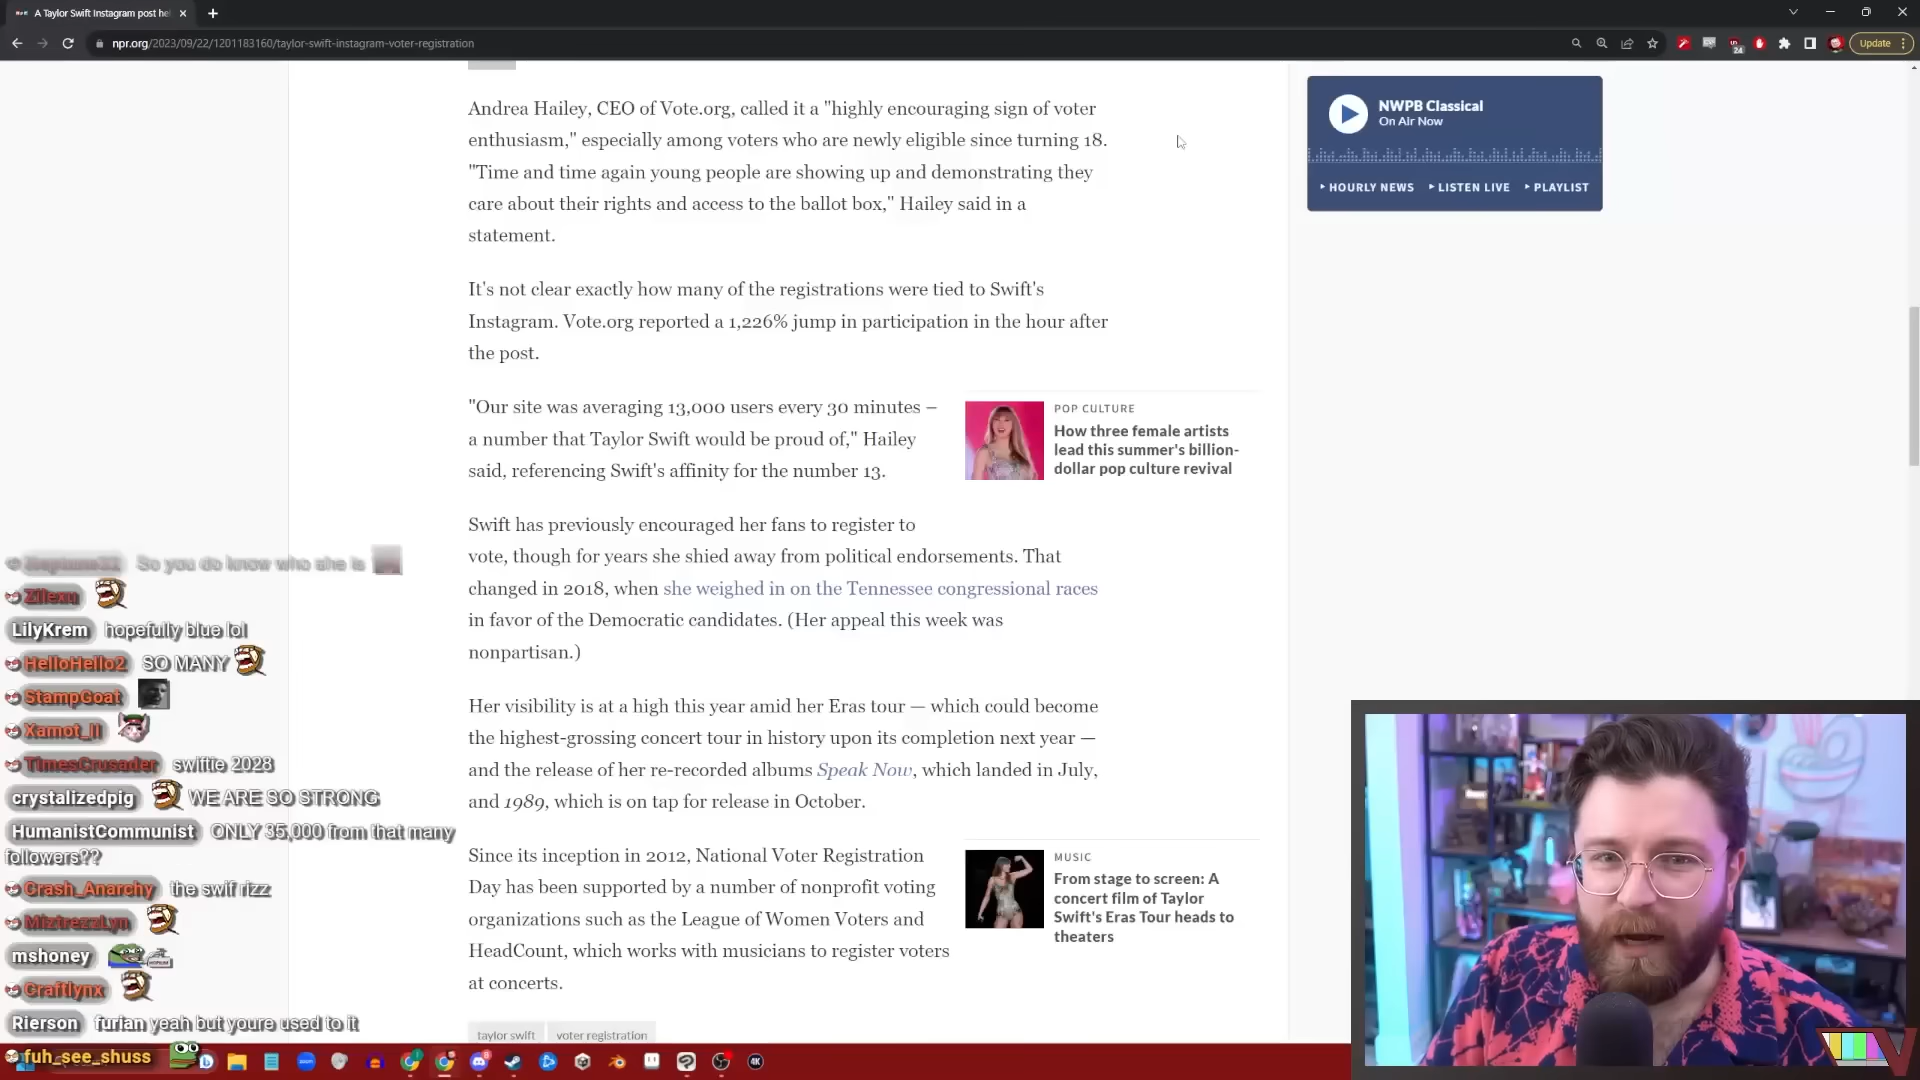 A Taylor Swift Instagram post hel
npr.org/2023/09/22/1201183160/taylor-swift-instagram-voter-registration
24
Update
Andrea Hailey, CEO of Vote.org, called it a "highly encouraging sign of voter
enthusiasm," especially among voters who are newly eligible since turning 18.
"Time and time again young people are showing up and demonstrating they
care about their rights and access to the ballot box," Hailey said in a
statement.
It's not clear exactly how many of the registrations were tied to Swift's
Instagram. Vote.org reported a 1,226% jump in participation in the hour after
the post.
"Our site was averaging 13,000 users every 30 minutes –
a number that Taylor Swift would be proud of," Hailey
said, referencing Swift's affinity for the number 13.
POP CULTURE
How three female artists
lead this summer's billion-
dollar pop culture revival
Swift has previously encouraged her fans to register to
vote, though for years she shied away from political endorsements. That
changed in 2018, when she weighed in on the Tennessee congressional races
in favor of the Democratic candidates. (Her appeal this week was
nonpartisan.)
Her visibility is at a high this year amid her Eras tour — which could become
the highest-grossing concert tour in history upon its completion next year —
and the release of her re-recorded albums Speak Now, which landed in July,
and 1989, which is on tap for release in October.
Since its inception in 2012, National Voter Registration
Day has been supported by a number of nonprofit voting
organizations such as the League of Women Voters and
HeadCount, which works with musicians to register voters
at concerts.
MUSIC
From stage to screen: A
concert film of Taylor
Swift's Eras Tour heads to
theaters
taylor swift
voter registration
NWPB Classical
On Air Now
HOURLY NEWS
LISTEN LIVE
PLAYLIST
So you do know who she is
Zilexu
LilyKrem hopefully blue lol
HelloHello2 SO MANY
StampGoat
Xamot_II
TimesCrusader swiftie 2028
crystalizedpig WE ARE SO STRONG
HumanistCommunist ONLY 35,000 from that many
followers??
Crash_Anarchy the swif rizz
MiztrezzLyn
mshoney
Craftlynx
Rierson furian yeah but youre used to it
fuh_see_shuss
zoom
4K